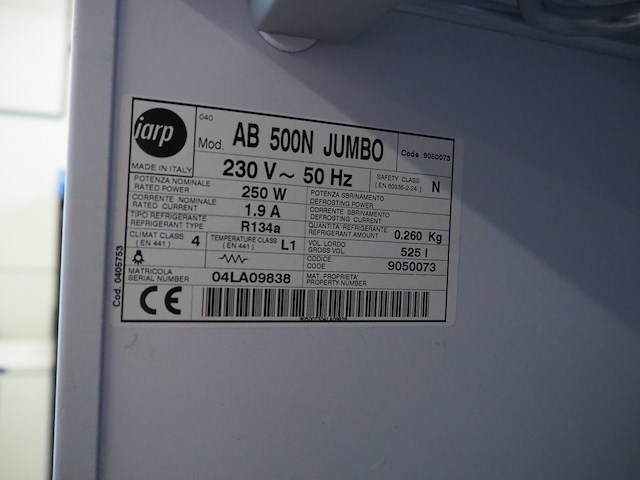 iarp
040
Mod. AB 500N JUMBO
Code 9050073
MADE IN ITALY
230 V ~ 50 Hz
SAFETY CLASS N
(EN 60335-2-24)
POTENZA NOMINALE
RATED POWER 250 W
POTENZA SBRINAMENTO
DEFROSTING POWER
CORRENTE NOMINALE
RATED CURRENT 1.9 A
CORRENTE SBRINAMENTO
DEFROSTING CURRENT
TIPO REFRIGERANTE
REFRIGERANT TYPE R134a
QUANTITA' REFRIGERANTE
REFRIGERANT AMOUNT 0.260 Kg
CLIMAT CLASS 4
(EN 441)
TEMPERATURE CLASS L1
(EN 441)
VOL. LORDO
GROSS VOL. 525 l
CODICE
CODE 9050073
MATRICOLA
SERIAL NUMBER 04LA09838
MAT. PROPRIETA'
PROPERTY NUMBER
CE
Cod. 0405753